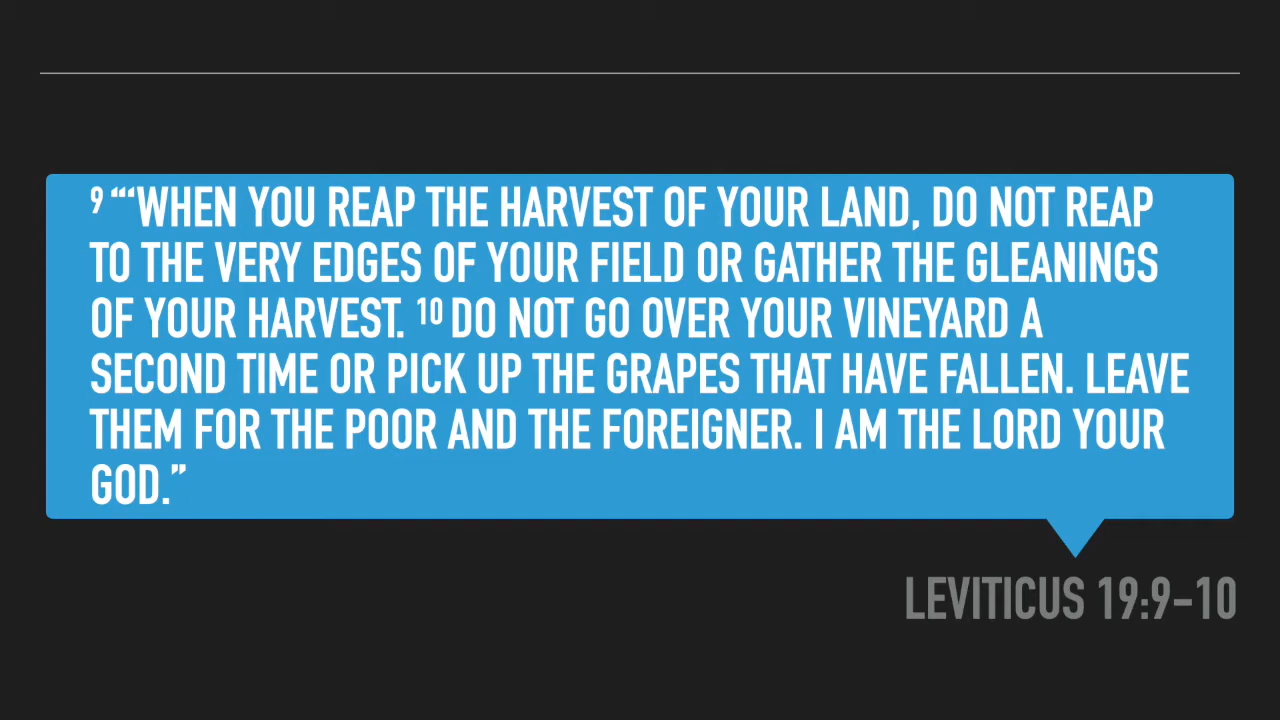 9 “‘WHEN YOU REAP THE HARVEST OF YOUR LAND, DO NOT REAP
TO THE VERY EDGES OF YOUR FIELD OR GATHER THE GLEANINGS
OF YOUR HARVEST. 10 DO NOT GO OVER YOUR VINEYARD A
SECOND TIME OR PICK UP THE GRAPES THAT HAVE FALLEN. LEAVE
THEM FOR THE POOR AND THE FOREIGNER. I AM THE LORD YOUR
GOD.”
LEVITICUS 19:9–10